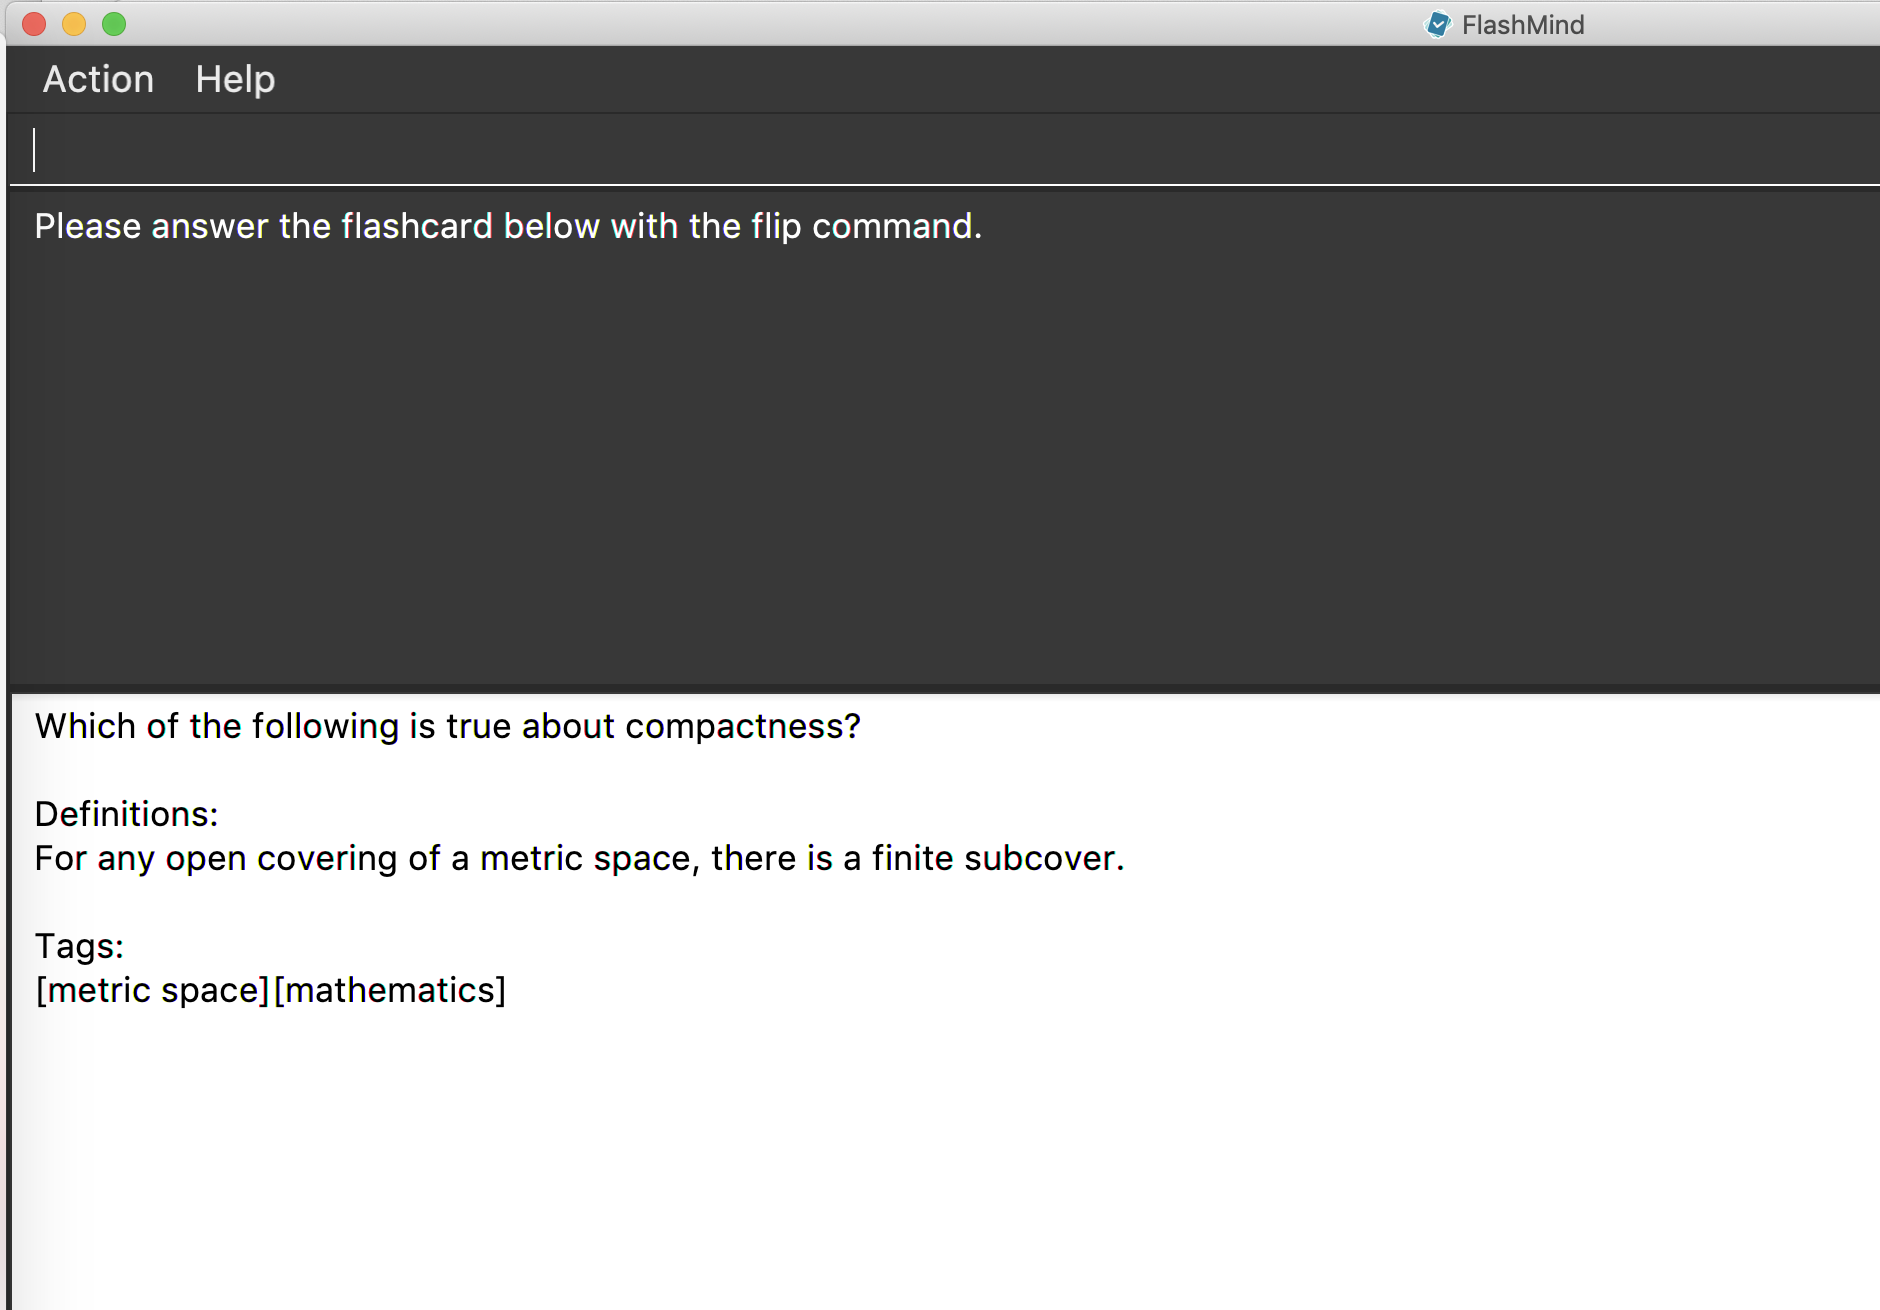 FlashMind
Action Help
Please answer the flashcard below with the flip command.
Which of the following is true about compactness?
Definitions:
For any open covering of a metric space, there is a finite subcover.
Tags:
[metric space][mathematics]